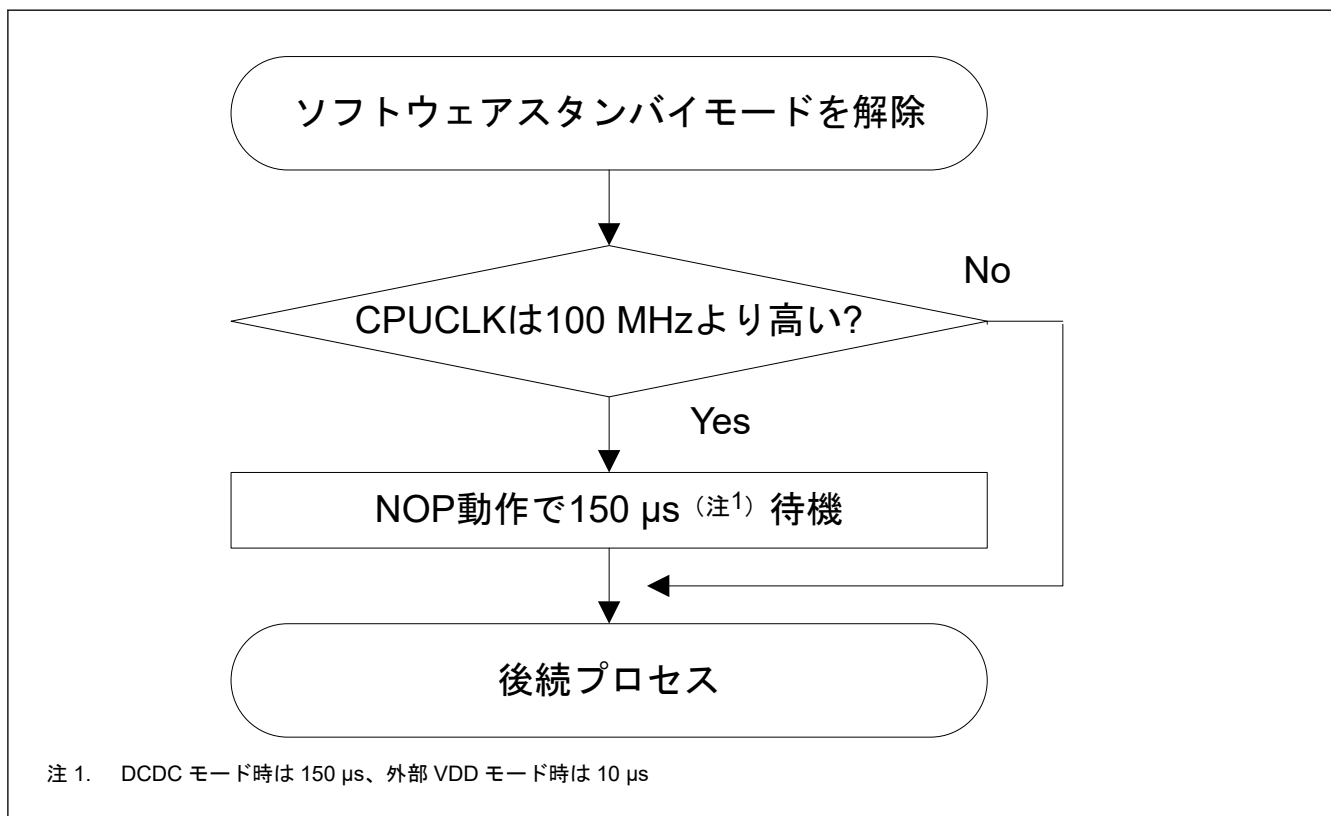 ソフトウェアスタンバイモードを解除
No
CPUCLKは100 MHzより高い?
Yes
NOP動作で150 μs（注1）待機
後続プロセス
注 1. DCDC モード時は 150 μs、外部 VDD モード時は 10 μs